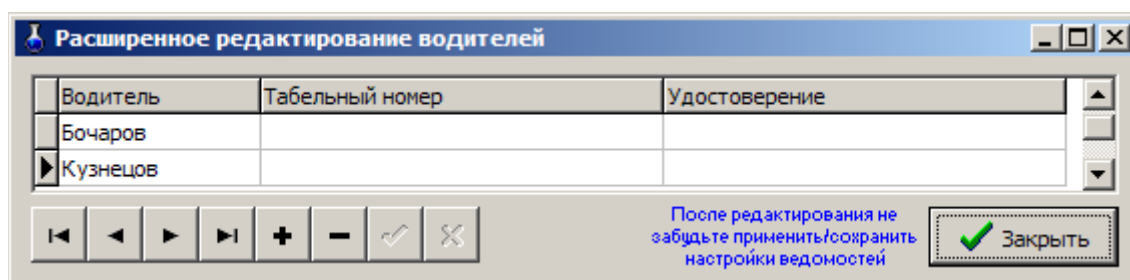 Расширенное редактирование водителей
Водитель Табельный номер Удостоверение
Бочаров
Кузнецов
После редактирования не
забудьте применить/сохранить
настройки ведомостей
Закрыть